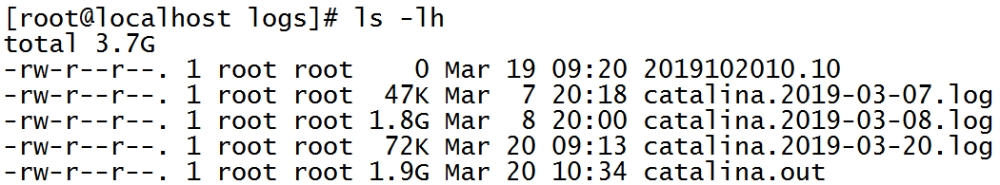 [root@localhost logs]# ls -lh
total 3.7G
-rw-r--r--. 1 root root    0 Mar 19 09:20 2019102010.10
-rw-r--r--. 1 root root  47K Mar  7 20:18 catalina.2019-03-07.log
-rw-r--r--. 1 root root 1.8G Mar  8 20:00 catalina.2019-03-08.log
-rw-r--r--. 1 root root  72K Mar 20 09:13 catalina.2019-03-20.log
-rw-r--r--. 1 root root 1.9G Mar 20 10:34 catalina.out